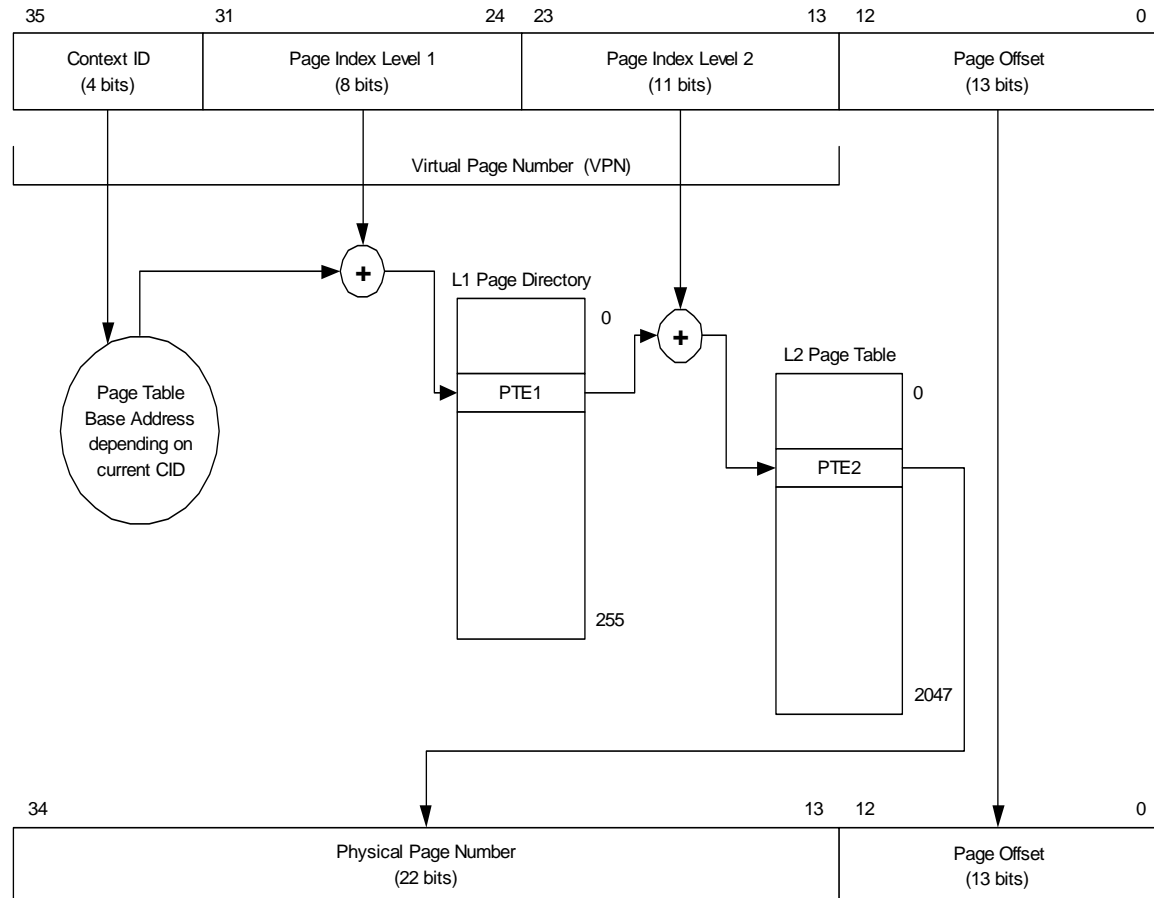 35 31 24 23 13 12 0
Context ID Page Index Level 1 Page Index Level 2 Page Offset
(4 bits) (8 bits) (11 bits) (13 bits)
Virtual Page Number (VPN)
+
L1 Page Directory
0
+
L2 Page Table
Page Table
Base Address
depending on
current CID
PTE1
0
PTE2
255
2047
34 13 12 0
Physical Page Number Page Offset
(22 bits) (13 bits)